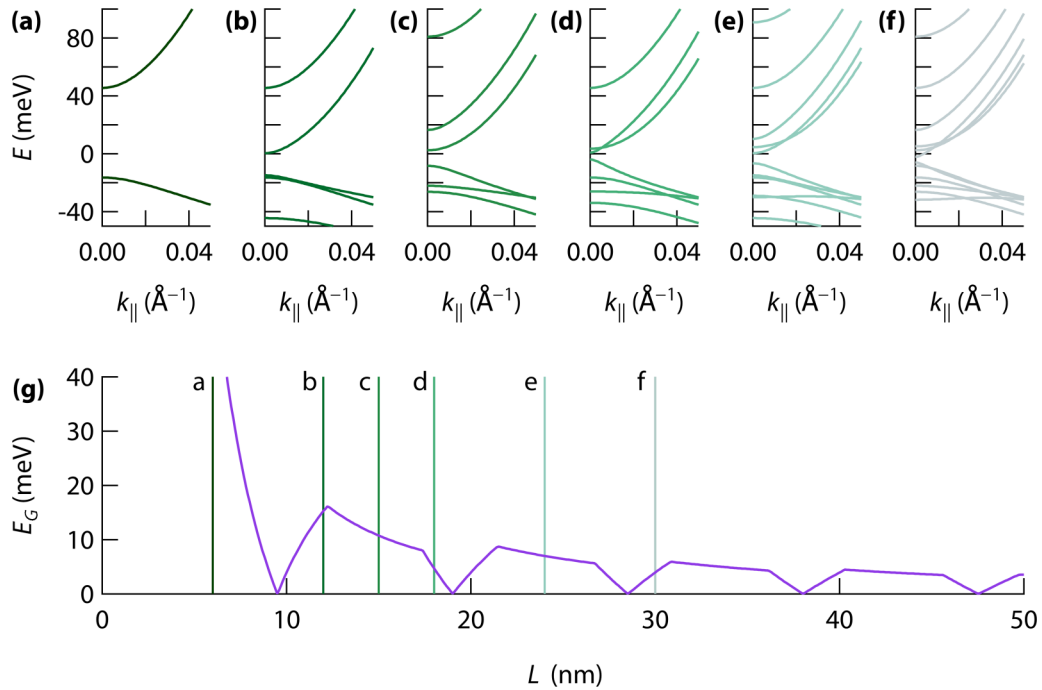 (a) (b) (c) (d) (e) (f)
80
40
0
-40
E (meV)
0.00 0.04 0.00 0.04 0.00 0.04 0.00 0.04 0.00 0.04 0.00 0.04
k|| (Å−1) k|| (Å−1) k|| (Å−1) k|| (Å−1) k|| (Å−1) k|| (Å−1)
(g)
a b c d e f
40
30
20
10
0
EG (meV)
0 10 20 30 40 50
L (nm)